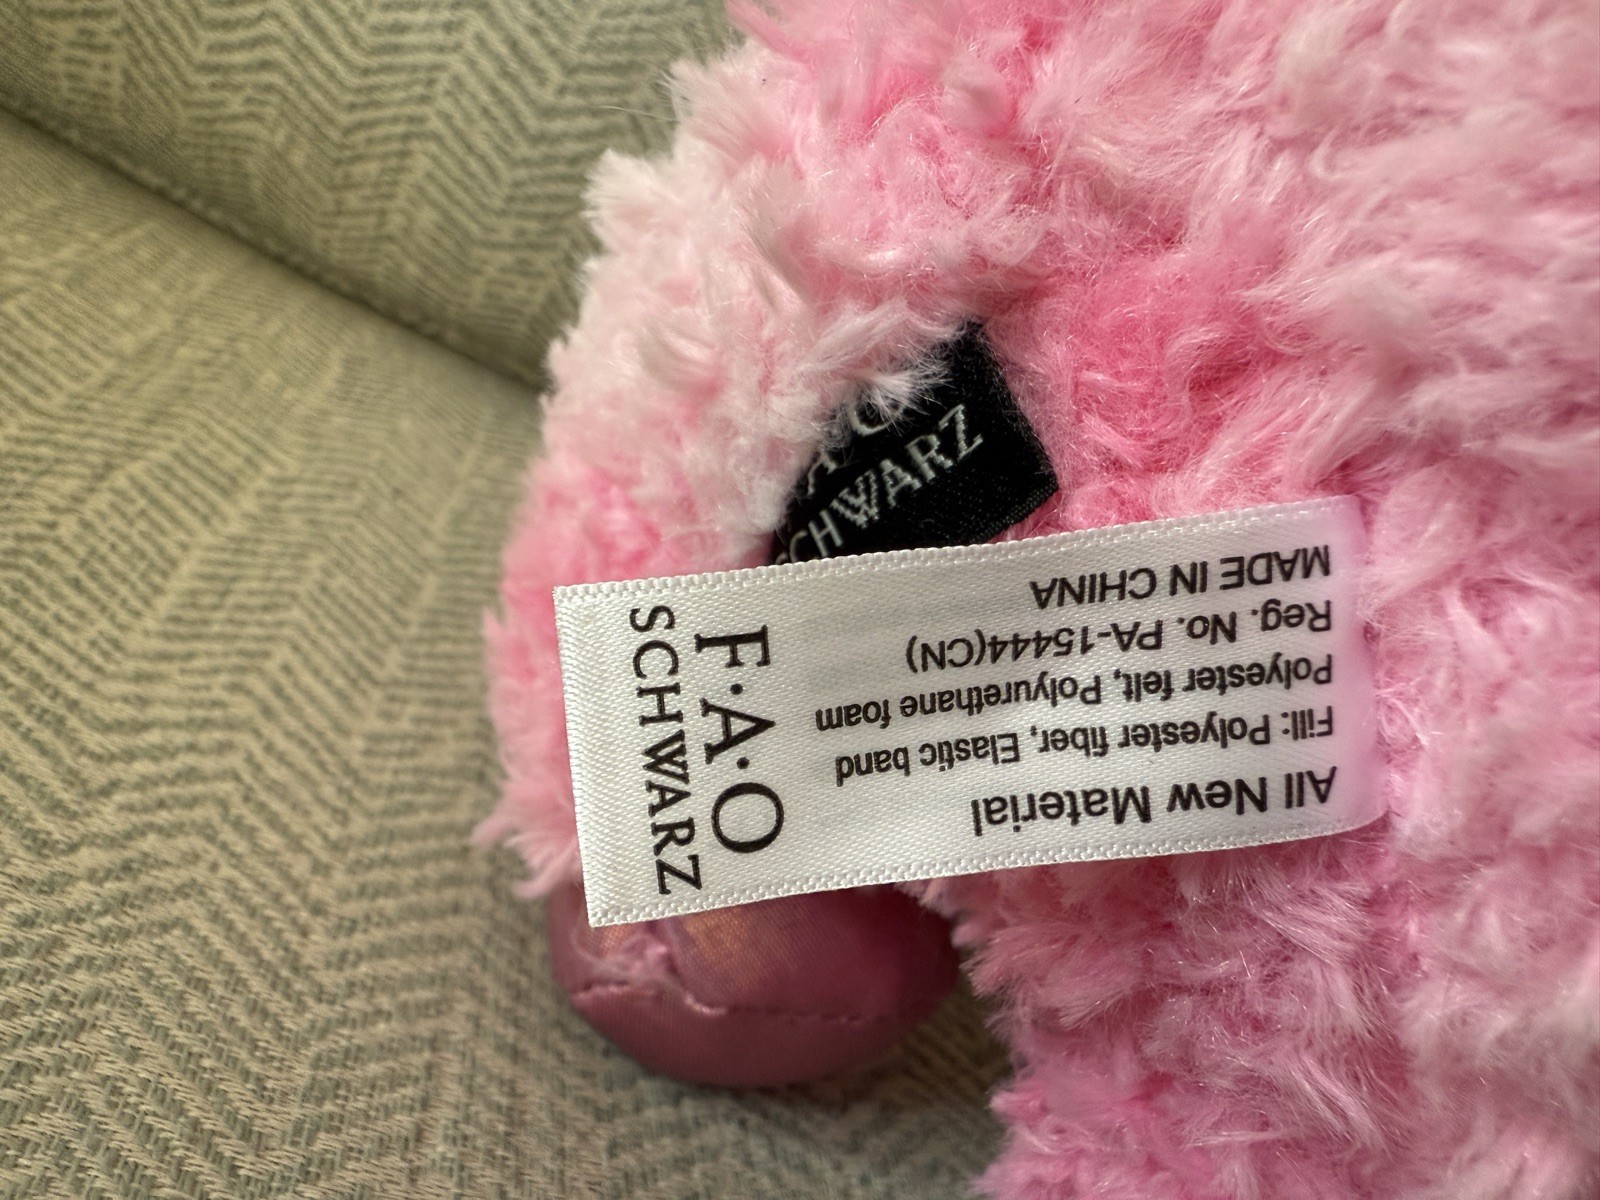 All New Material
Fill: Polyester fiber, Elastic band
Polyester felt, Polyurethane foam
Reg. No. PA-15444(CN)
MADE IN CHINA
F·A·O
SCHWARZ
SCHWARZ